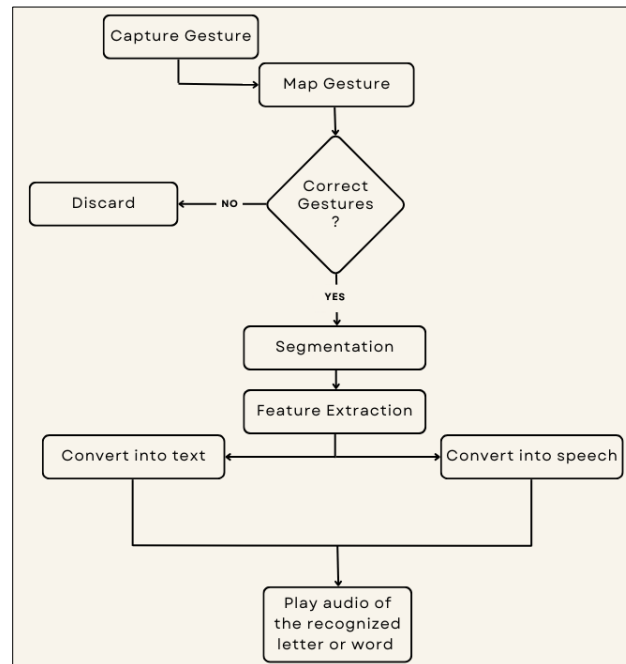 Capture Gesture
Map Gesture
Correct
Gestures
?
Discard
NO
YES
Segmentation
Feature Extraction
Convert into text
Convert into speech
Play audio of
the recognized
letter or word